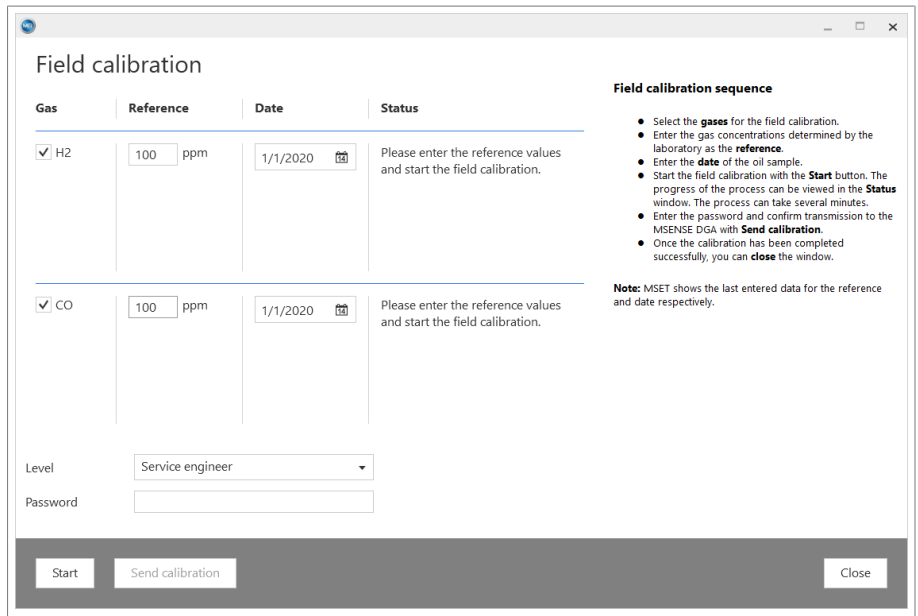 Field calibration
Gas Reference Date Status
H2 100 ppm 1/1/2020 14 Please enter the reference values
and start the field calibration.
CO 100 ppm 1/1/2020 14 Please enter the reference values
and start the field calibration.
Level Service engineer
Password
Start Send calibration Close
Field calibration sequence
● Select the gases for the field calibration.
● Enter the gas concentrations determined by the
laboratory as the reference.
● Enter the date of the oil sample.
● Start the field calibration with the Start button. The
progress of the process can be viewed in the Status
window. The process can take several minutes.
● Enter the password and confirm transmission to the
MSENSE DGA with Send calibration.
● Once the calibration has been completed
successfully, you can close the window.
Note: MSET shows the last entered data for the reference
and date respectively.